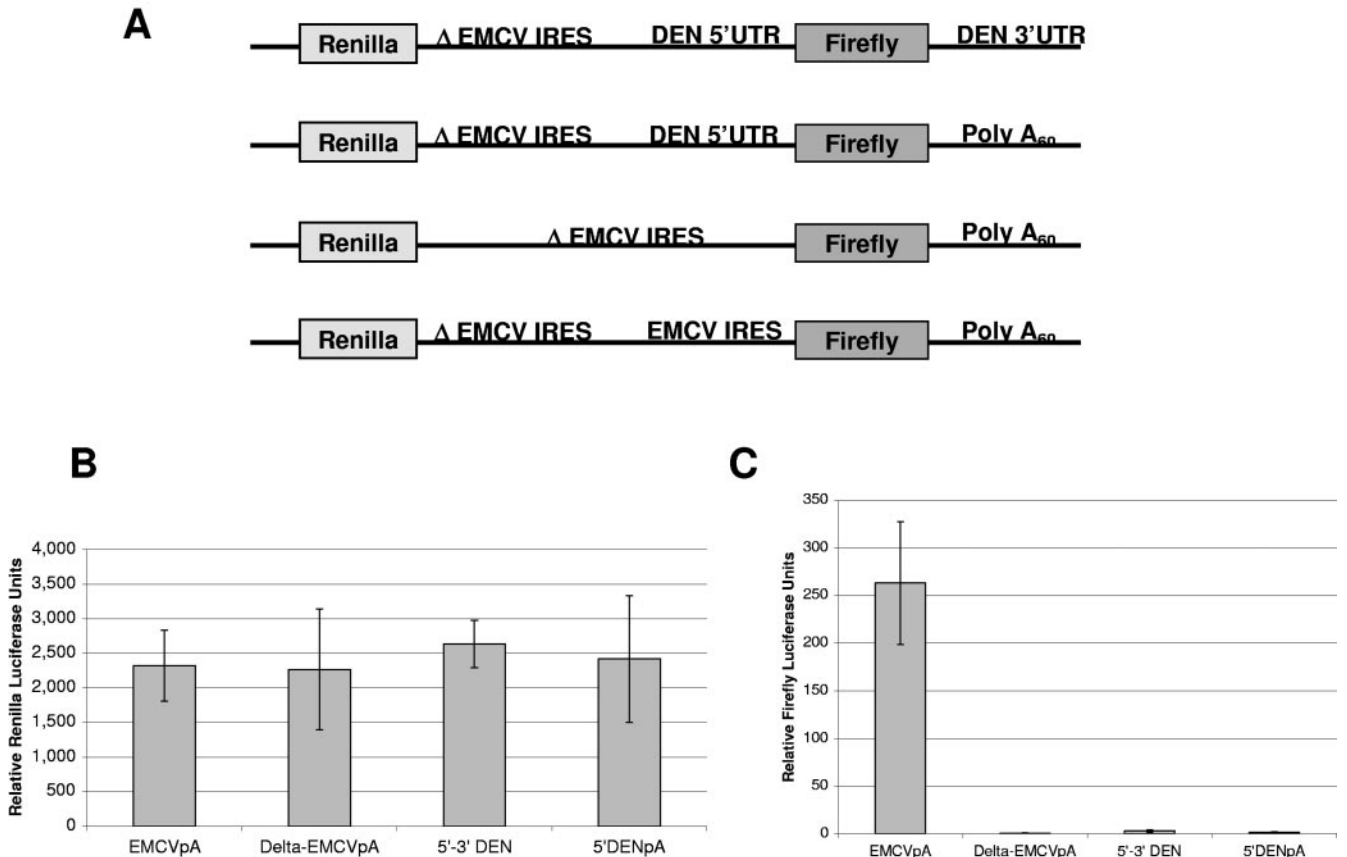 A
Renilla Δ EMCV IRES DEN 5'UTR Firefly DEN 3'UTR
Renilla Δ EMCV IRES DEN 5'UTR Firefly Poly A60
Renilla Δ EMCV IRES Firefly Poly A60
Renilla Δ EMCV IRES EMCV IRES Firefly Poly A60
B
Relative Renilla Luciferase Units
4,000
3,500
3,000
2,500
2,000
1,500
1,000
500
0
EMCVpA Delta-EMCVpA 5'-3' DEN 5'DENpA
C
Relative Firefly Luciferase Units
350
300
250
200
150
100
50
0
EMCVpA Delta-EMCVpA 5'-3' DEN 5'DENpA